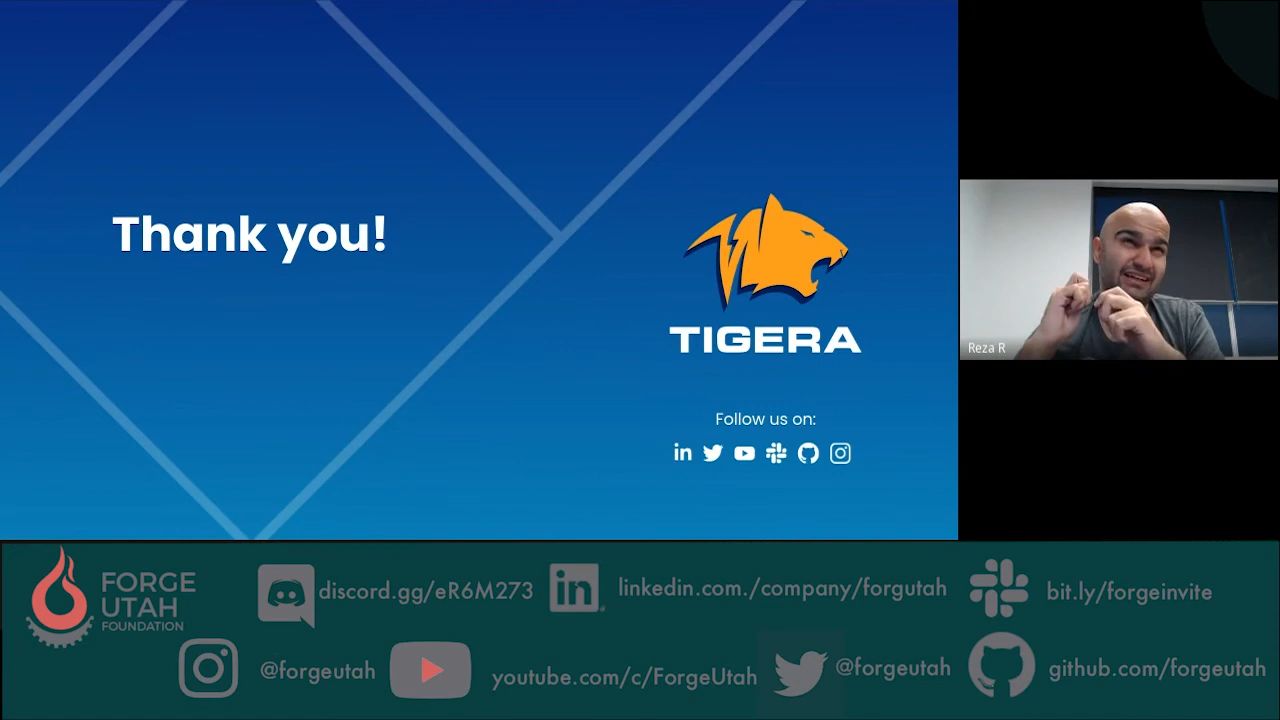 Thank you!
TIGERA
Follow us on:
Reza R
FORGE
UTAH
FOUNDATION
discord.gg/eR6M273
linkedin.com./company/forgutah
bit.ly/forgeinvite
@forgeutah
youtube.com/c/ForgeUtah
@forgeutah
github.com/forgeutah